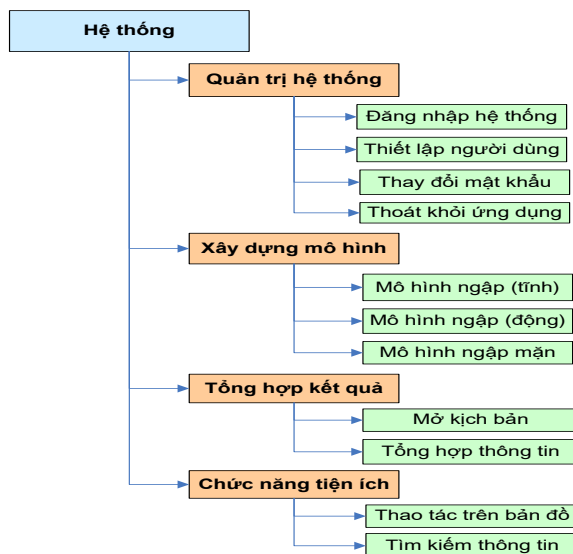 Hệ thống
Quản trị hệ thống
Đăng nhập hệ thống
Thiết lập người dùng
Thay đổi mật khẩu
Thoát khỏi ứng dụng
Xây dựng mô hình
Mô hình ngập (tĩnh)
Mô hình ngập (động)
Mô hình ngập mặn
Tổng hợp kết quả
Mở kịch bản
Tổng hợp thông tin
Chức năng tiện ích
Thao tác trên bản đồ
Tìm kiếm thông tin